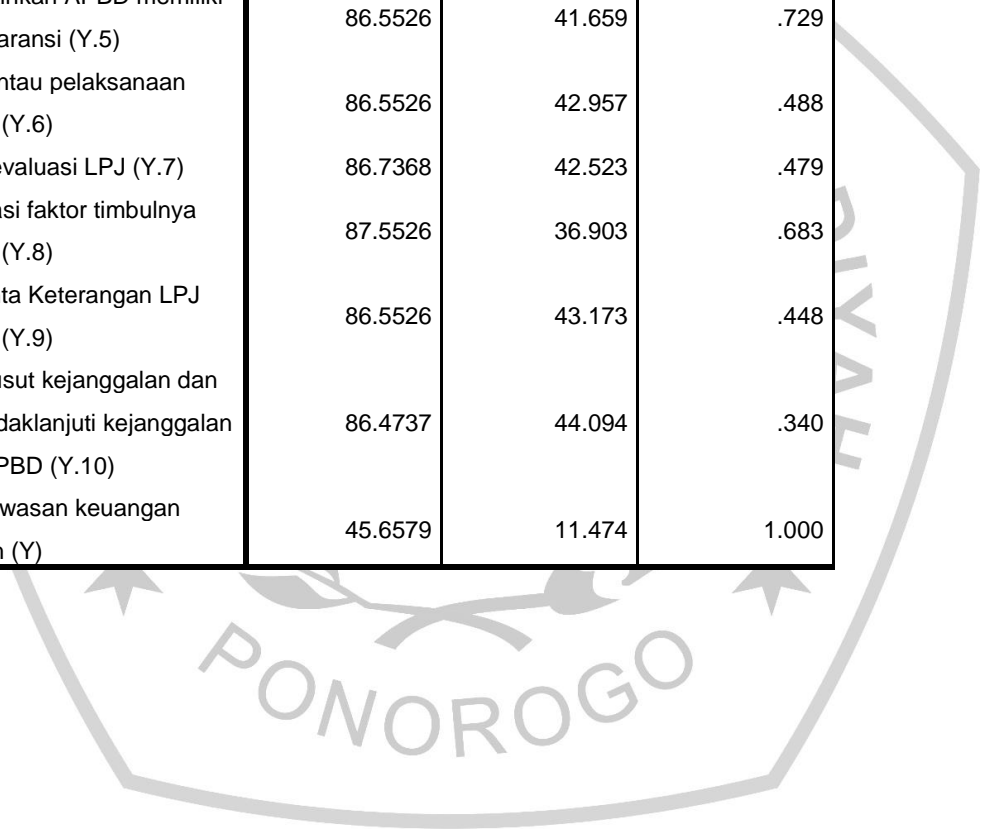 APBD memiliki
aransi (Y.5) 86.5526 41.659 .729
ntau pelaksanaan
(Y.6) 86.5526 42.957 .488
evaluasi LPJ (Y.7) 86.7368 42.523 .479
asi faktor timbulnya
(Y.8) 87.5526 36.903 .683
ta Keterangan LPJ
(Y.9) 86.5526 43.173 .448
usut kejanggalan dan
daklanjuti kejanggalan 86.4737 44.094 .340
PBD (Y.10)
wasan keuangan
(Y) 45.6579 11.474 1.000
DIYAH
PONOROGO